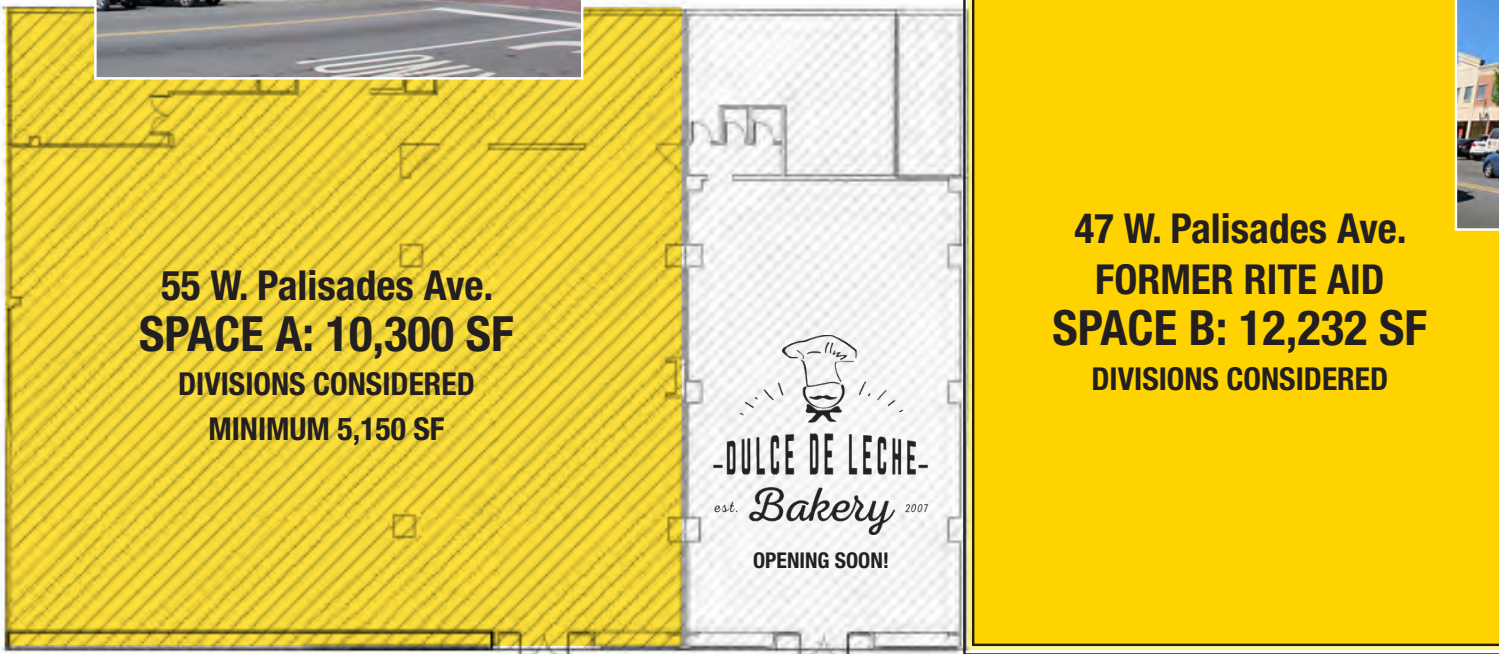 55 W. Palisades Ave.
SPACE A: 10,300 SF
DIVISIONS CONSIDERED
MINIMUM 5,150 SF
-DULCE DE LECHE-
est. Bakery 2007
OPENING SOON!
47 W. Palisades Ave.
FORMER RITE AID
SPACE B: 12,232 SF
DIVISIONS CONSIDERED